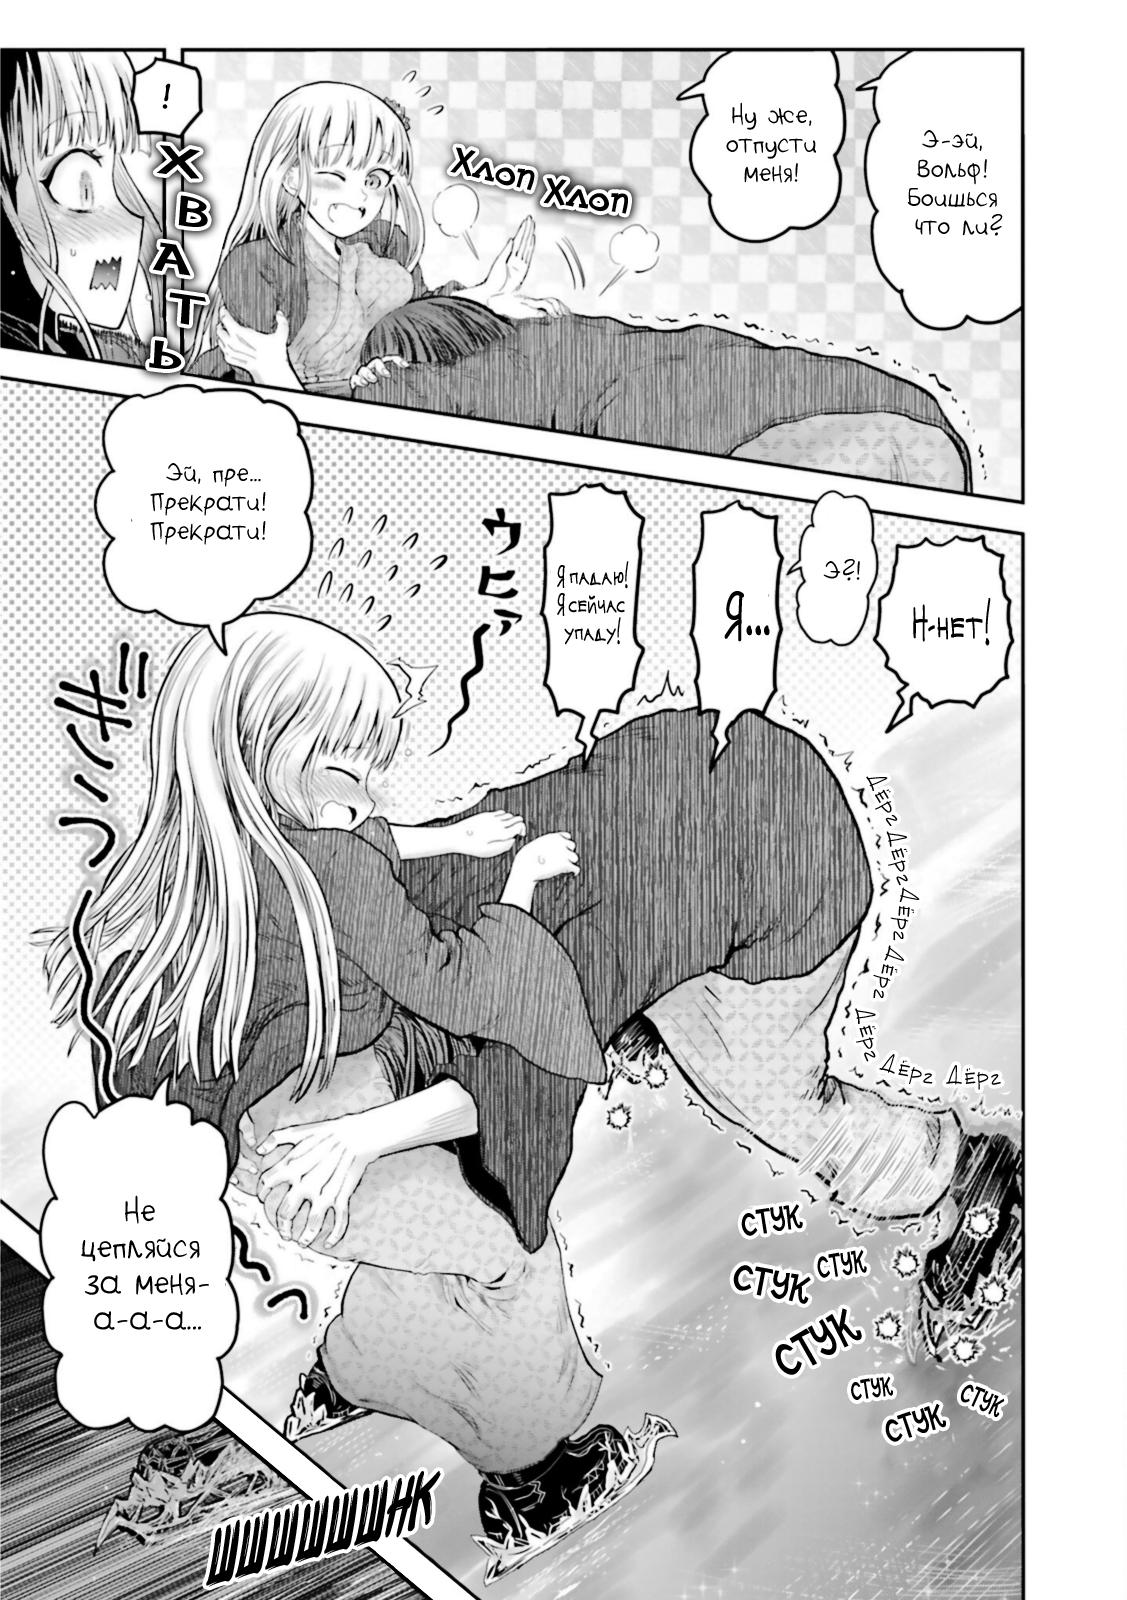 Э-эй,
Вольф!
Боишься
что ли?
Ну же,
отпусти
меня!
Хлоп Хлоп
!
ХВАТЬ
Н-нет!
Э?!
Я...
Я падаю!
Я сейчас
упаду!
ウヒァ
Эй, пре...
Прекрати!
Прекрати!
Дёрг Дёрг Дёрг Дёрг
Дёрг
Дёрг Дёрг
Стук
Стук
Стук
Стук
Стук
Стук
Стук
Не
цепляйся
за меня-
а-а-а...
ШШШШШШНК